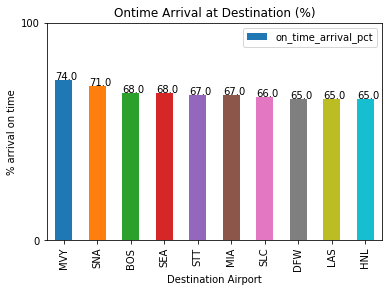 Ontime Arrival at Destination (%)
100
on_time_arrival_pct
74.0
71.0
68.0
68.0
67.0
67.0
66.0
65.0
65.0
65.0
% arrival on time
0
MVY
SNA
BOS
SEA
STT
MIA
SLC
DFW
LAS
HNL
Destination Airport